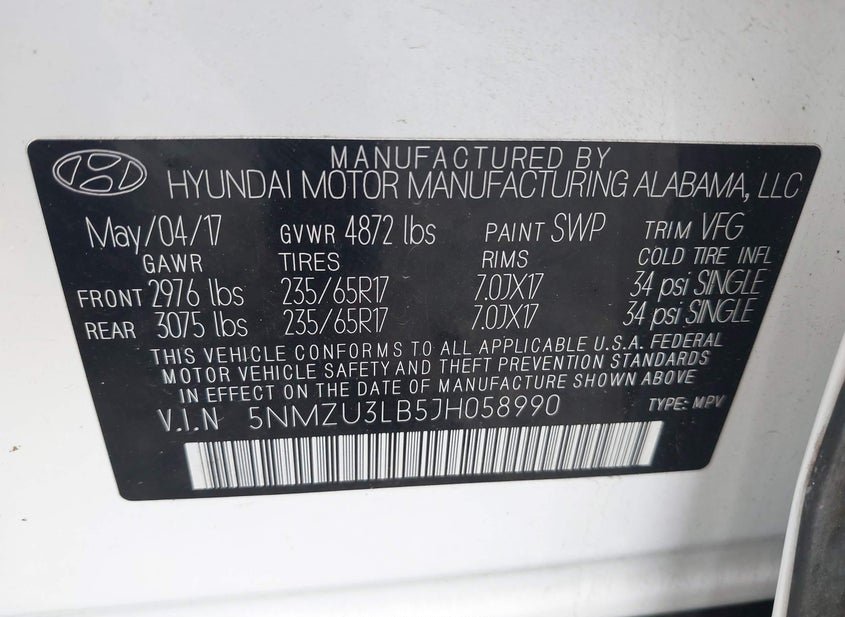 MANUFACTURED BY
HYUNDAI MOTOR MANUFACTURING ALABAMA, LLC
May/04/17 GVWR 4872 lbs PAINT SWP TRIM VFG
GAWR TIRES RIMS COLD TIRE INFL
FRONT 2976 lbs 235/65R17 7.0JX17 34 psi SINGLE
REAR 3075 lbs 235/65R17 7.0JX17 34 psi SINGLE
THIS VEHICLE CONFORMS TO ALL APPLICABLE U.S.A. FEDERAL
MOTOR VEHICLE SAFETY AND THEFT PREVENTION STANDARDS
IN EFFECT ON THE DATE OF MANUFACTURE SHOWN ABOVE
V.I.N 5NMZU3LB5JH058990 TYPE: MPV